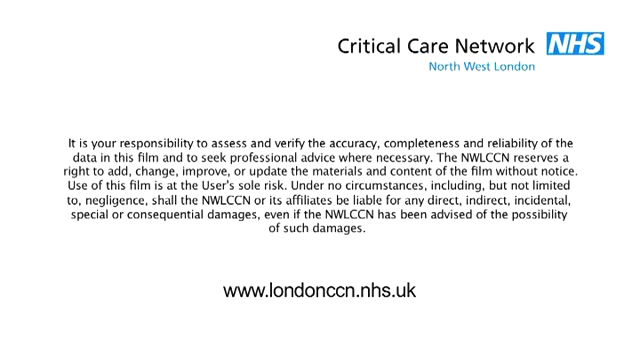 Critical Care Network NHS
North West London
It is your responsibility to assess and verify the accuracy, completeness and reliability of the
data in this film and to seek professional advice where necessary. The NWLCCN reserves a
right to add, change, improve, or update the materials and content of the film without notice.
Use of this film is at the User's sole risk. Under no circumstances, including, but not limited
to, negligence, shall the NWLCCN or its affiliates be liable for any direct, indirect, incidental,
special or consequential damages, even if the NWLCCN has been advised of the possibility
of such damages.
www.londonccn.nhs.uk